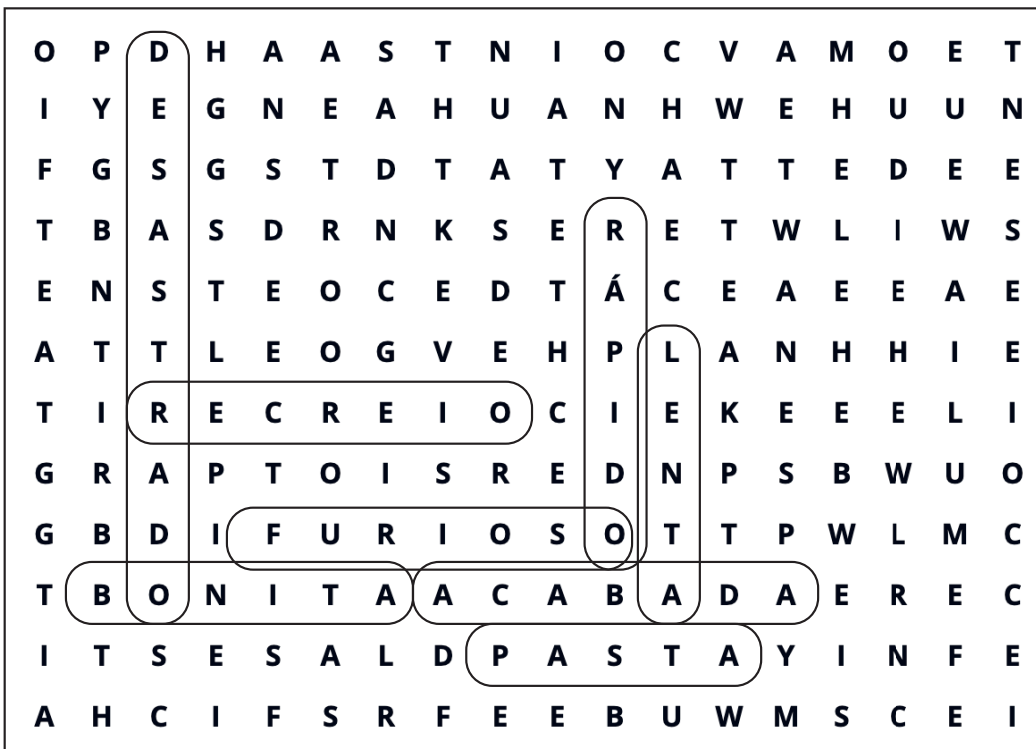 O P D H A A S T N I O C V A M O E T
I Y E G N E A H U A N H W E H U U N
F G S G S T D T A T Y A T T E D E E
T B A S D R N K S E R E T W L I W S
E N S T E O C E D T Á C E A E E A E
A T T L E O G V E H P L A N H H I E
T I R E C R E I O C I E K E E E L I
G R A P T O I S R E D N P S B W U O
G B D I F U R I O S O T T P W L M C
T B O N I T A A C A B A D A E R E C
I T S E S A L D P A S T A Y I N F E
A H C I F S R F E E B U W M S C E I